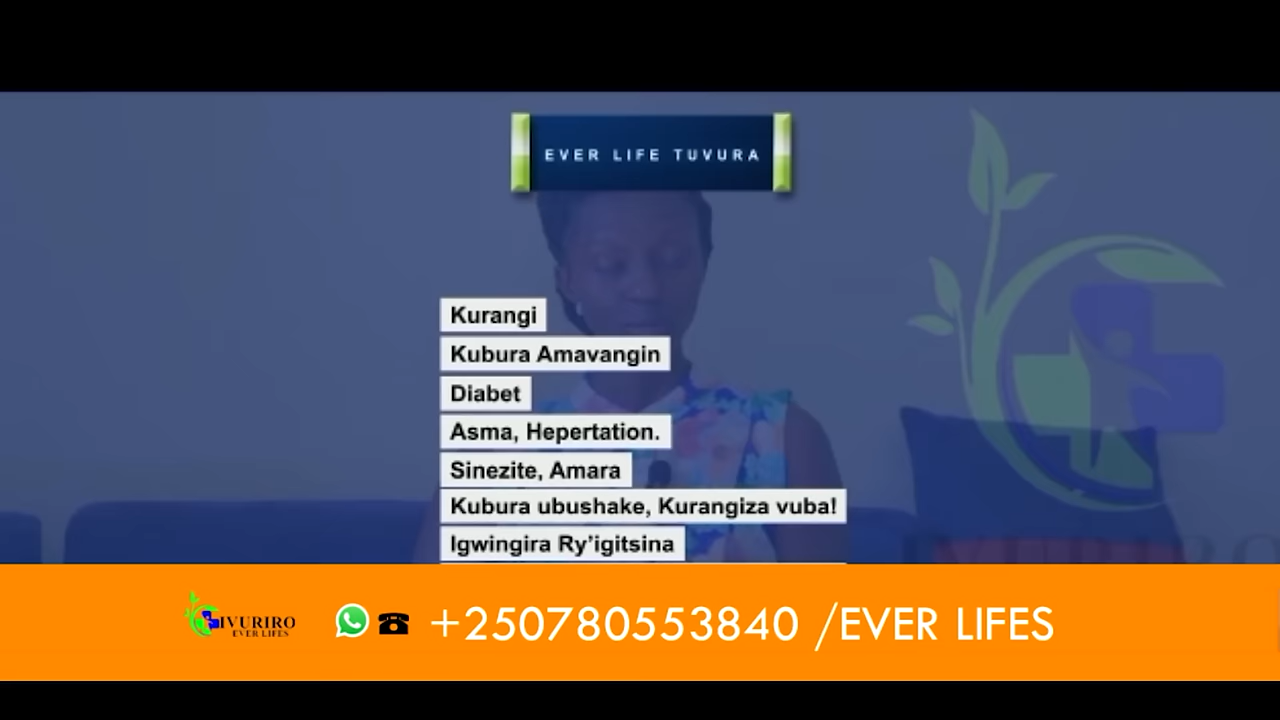 EVER LIFE TUVURA
Kurangi
Kubura Amavangin
Diabet
Asma, Hepertation.
Sinezite, Amara
Kubura ubushake, Kurangiza vuba!
Igwingira Ry’igitsina
IVURIRO
EVER LIFES
+250780553840 /EVER LIFES